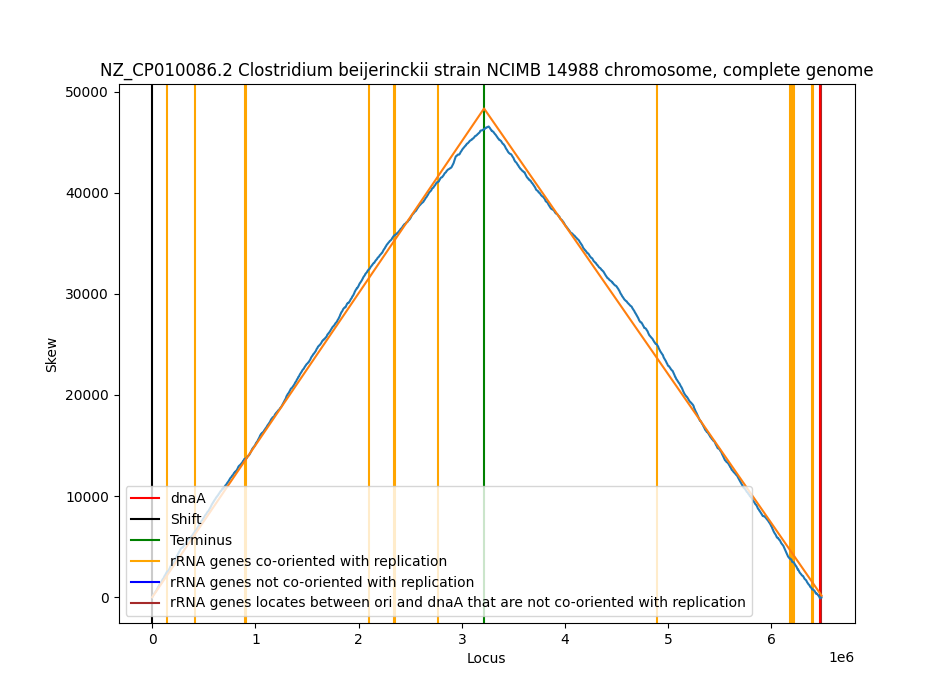 NZ_CP010086.2 Clostridium beijerinckii strain NCIMB 14988 chromosome, complete genome
50000
40000
30000
20000
10000
0
Skew
dnaA
Shift
Terminus
rRNA genes co-oriented with replication
rRNA genes not co-oriented with replication
rRNA genes locates between ori and dnaA that are not co-oriented with replication
0 1 2 3 4 5 6
1e6
Locus